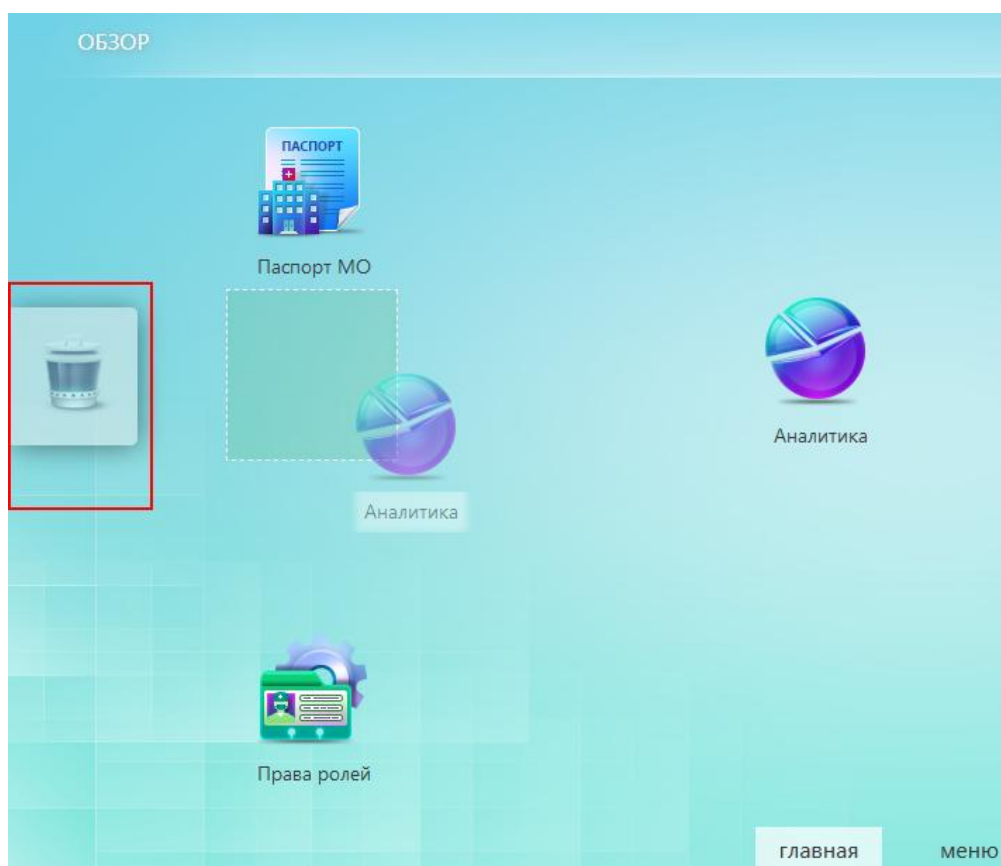 ОБЗОР
ПАСПОРТ
Паспорт МО
Аналитика
Аналитика
Права ролей
главная
меню